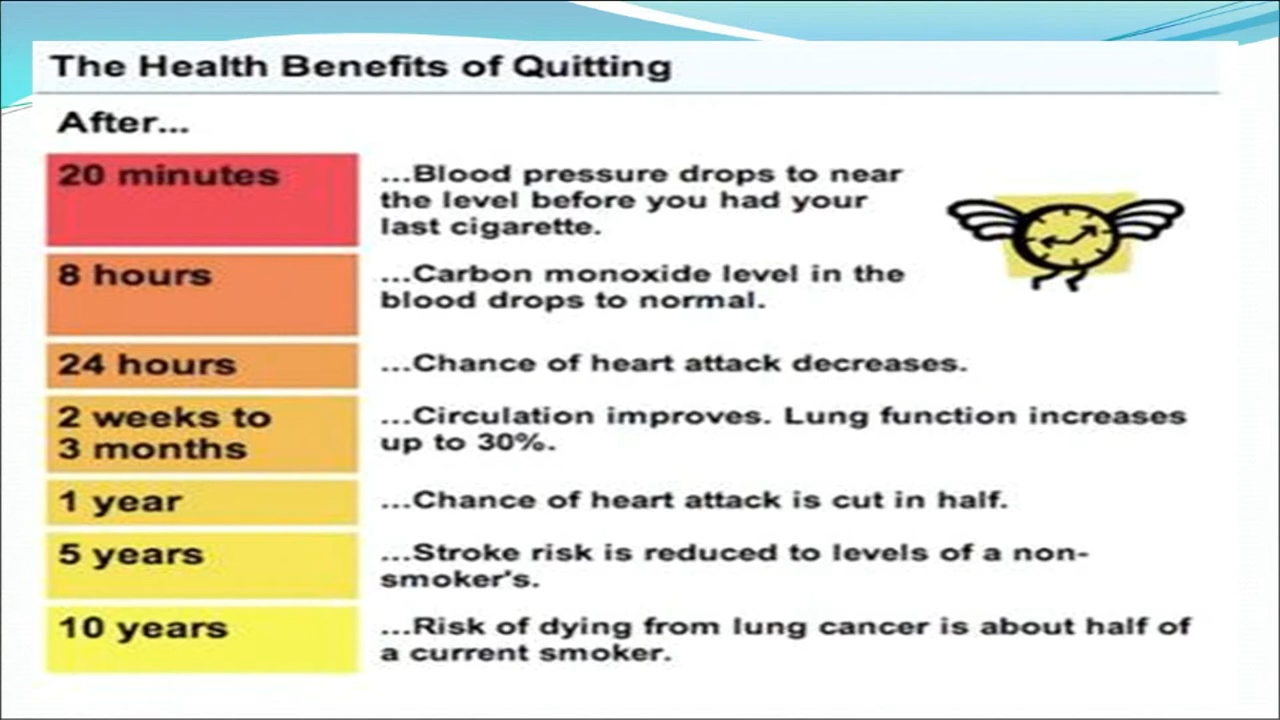 The Health Benefits of Quitting
After...
20 minutes
...Blood pressure drops to near
the level before you had your
last cigarette.
8 hours
...Carbon monoxide level in the
blood drops to normal.
24 hours
...Chance of heart attack decreases.
2 weeks to
3 months
...Circulation improves. Lung function increases
up to 30%.
1 year
...Chance of heart attack is cut in half.
5 years
...Stroke risk is reduced to levels of a non-
smoker's.
10 years
...Risk of dying from lung cancer is about half of
a current smoker.